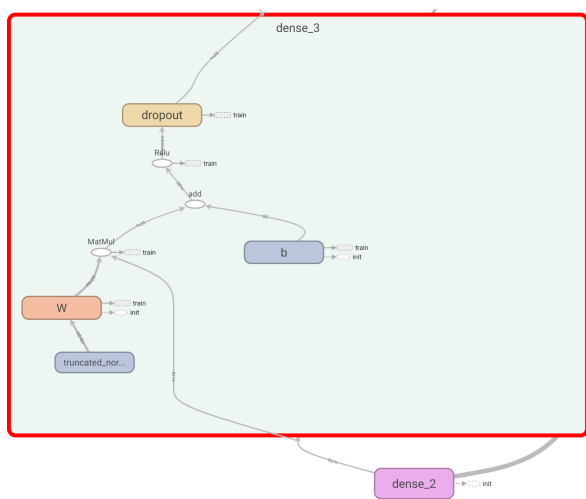 dense_3
dropout
train
Relu
train
add
MatMul
train
b
train
init
W
train
init
truncated_nor...
dense_2
init